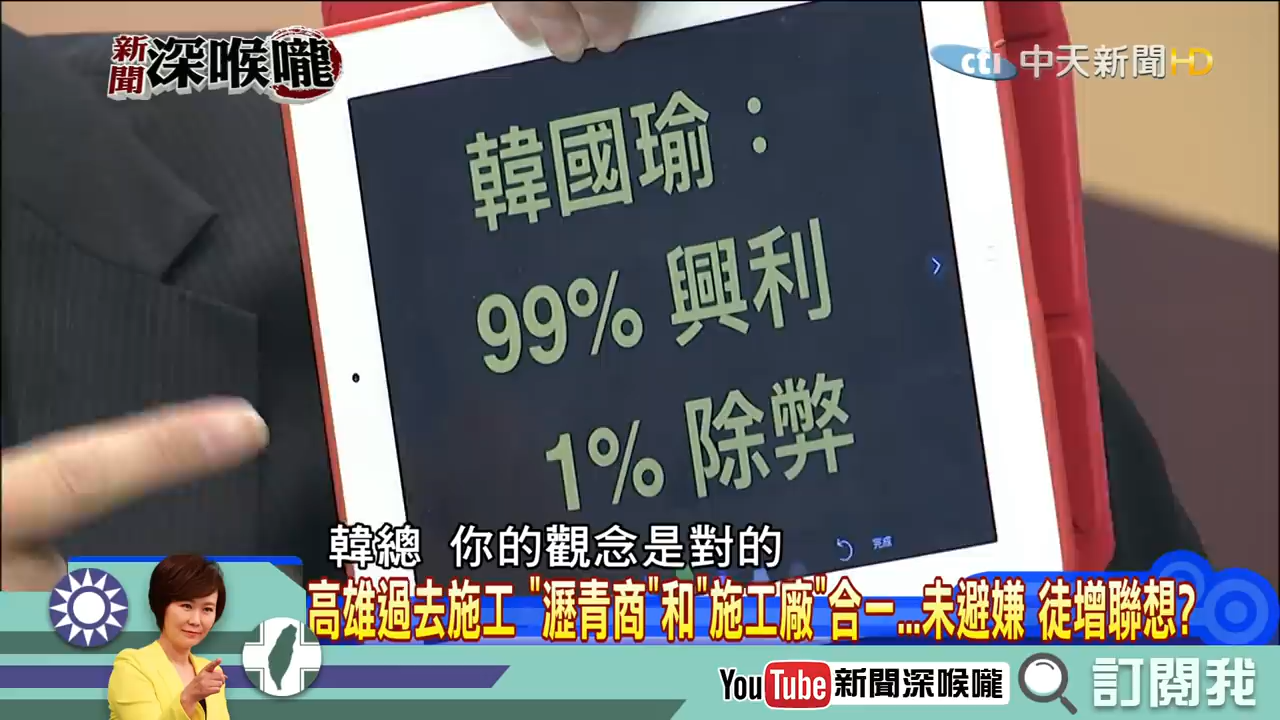 新聞深喉嚨
cti 中天新聞HD
韓國瑜：
99% 興利
1% 除弊
完成
韓總 你的觀念是對的
高雄過去施工 "瀝青商"和"施工廠"合一...未避嫌 徒增聯想?
YouTube 新聞深喉嚨 訂閱我